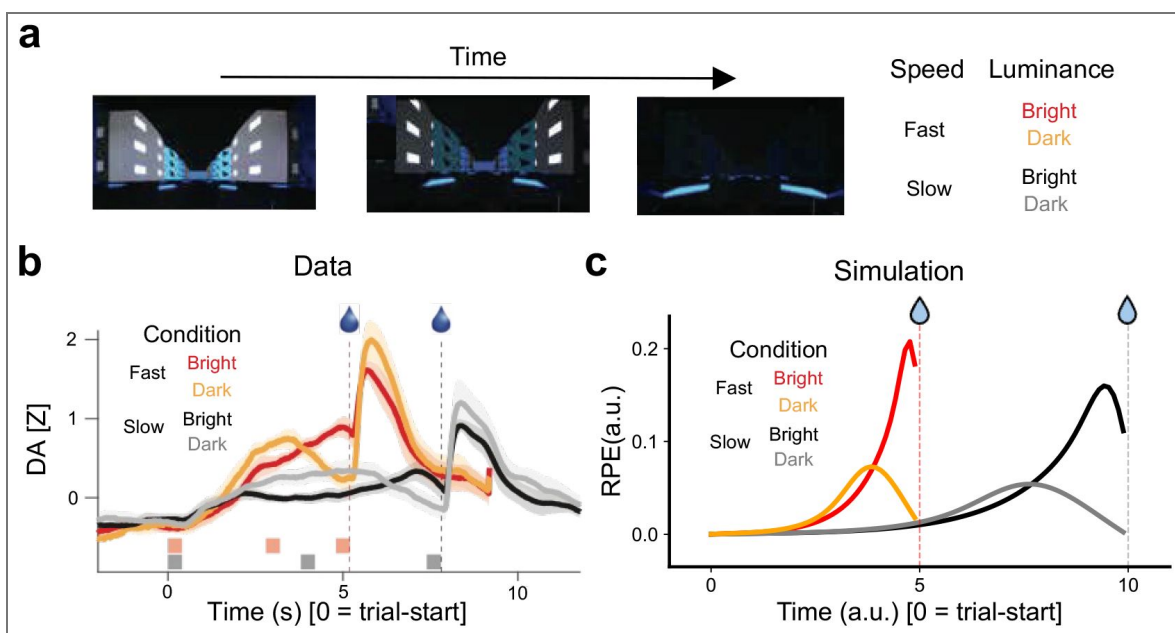 a
Time
Speed Luminance
Fast
Bright
Dark
Slow
Bright
Dark
b
Data
DA [Z]
2
1
0
Condition
Fast
Bright
Dark
Slow
Bright
Dark
0 5 10
Time (s) [0 = trial-start]
c
Simulation
RPE(a.u.)
0.2
0.1
0.0
Condition
Fast
Bright
Dark
Slow
Bright
Dark
0 5 10
Time (a.u.) [0 = trial-start]